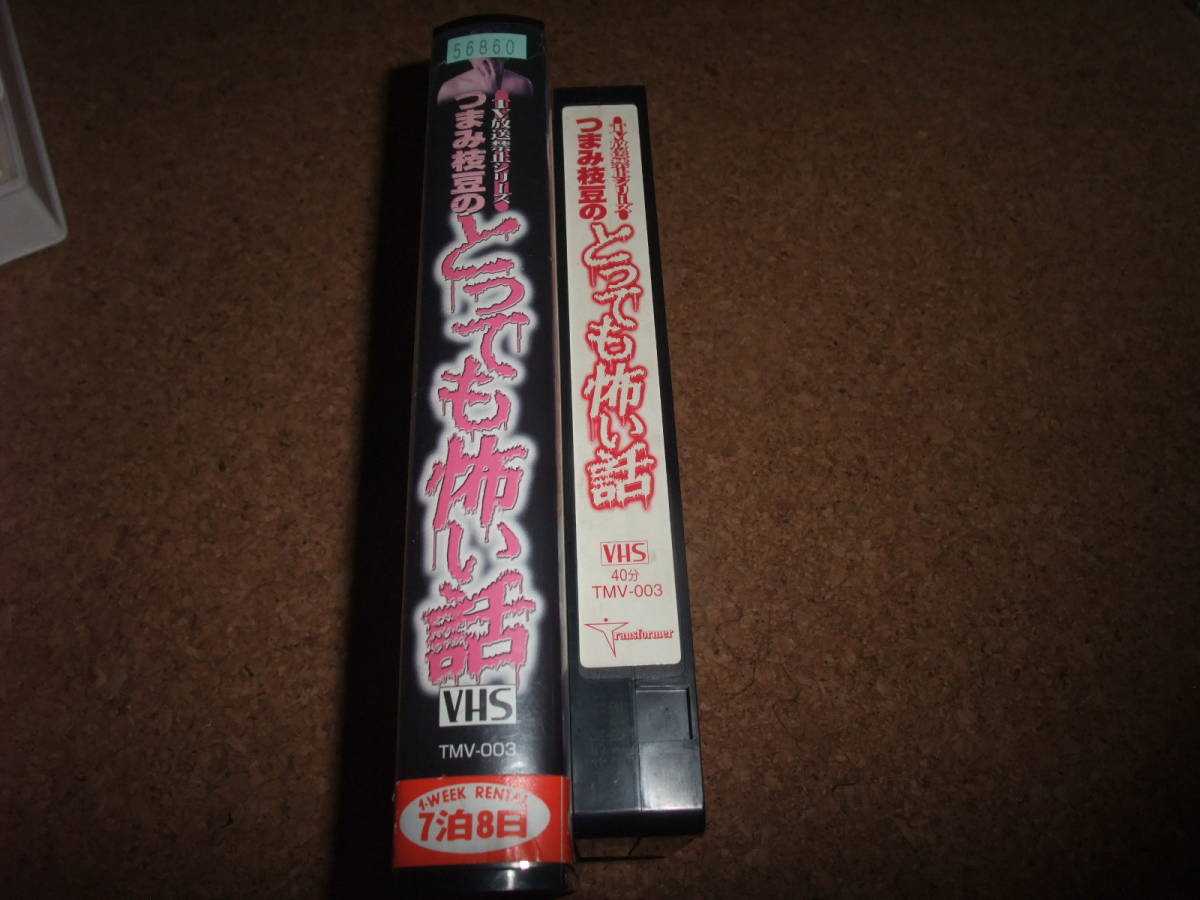 56860
TV放送禁止シリーズ
つまみ枝豆の
とっても怖い話
VHS
TMV-003
1-WEEK RENTAL
7泊8日
TV放送禁止シリーズ
つまみ枝豆の
とっても怖い話
VHS
40分
TMV-003
Transformer